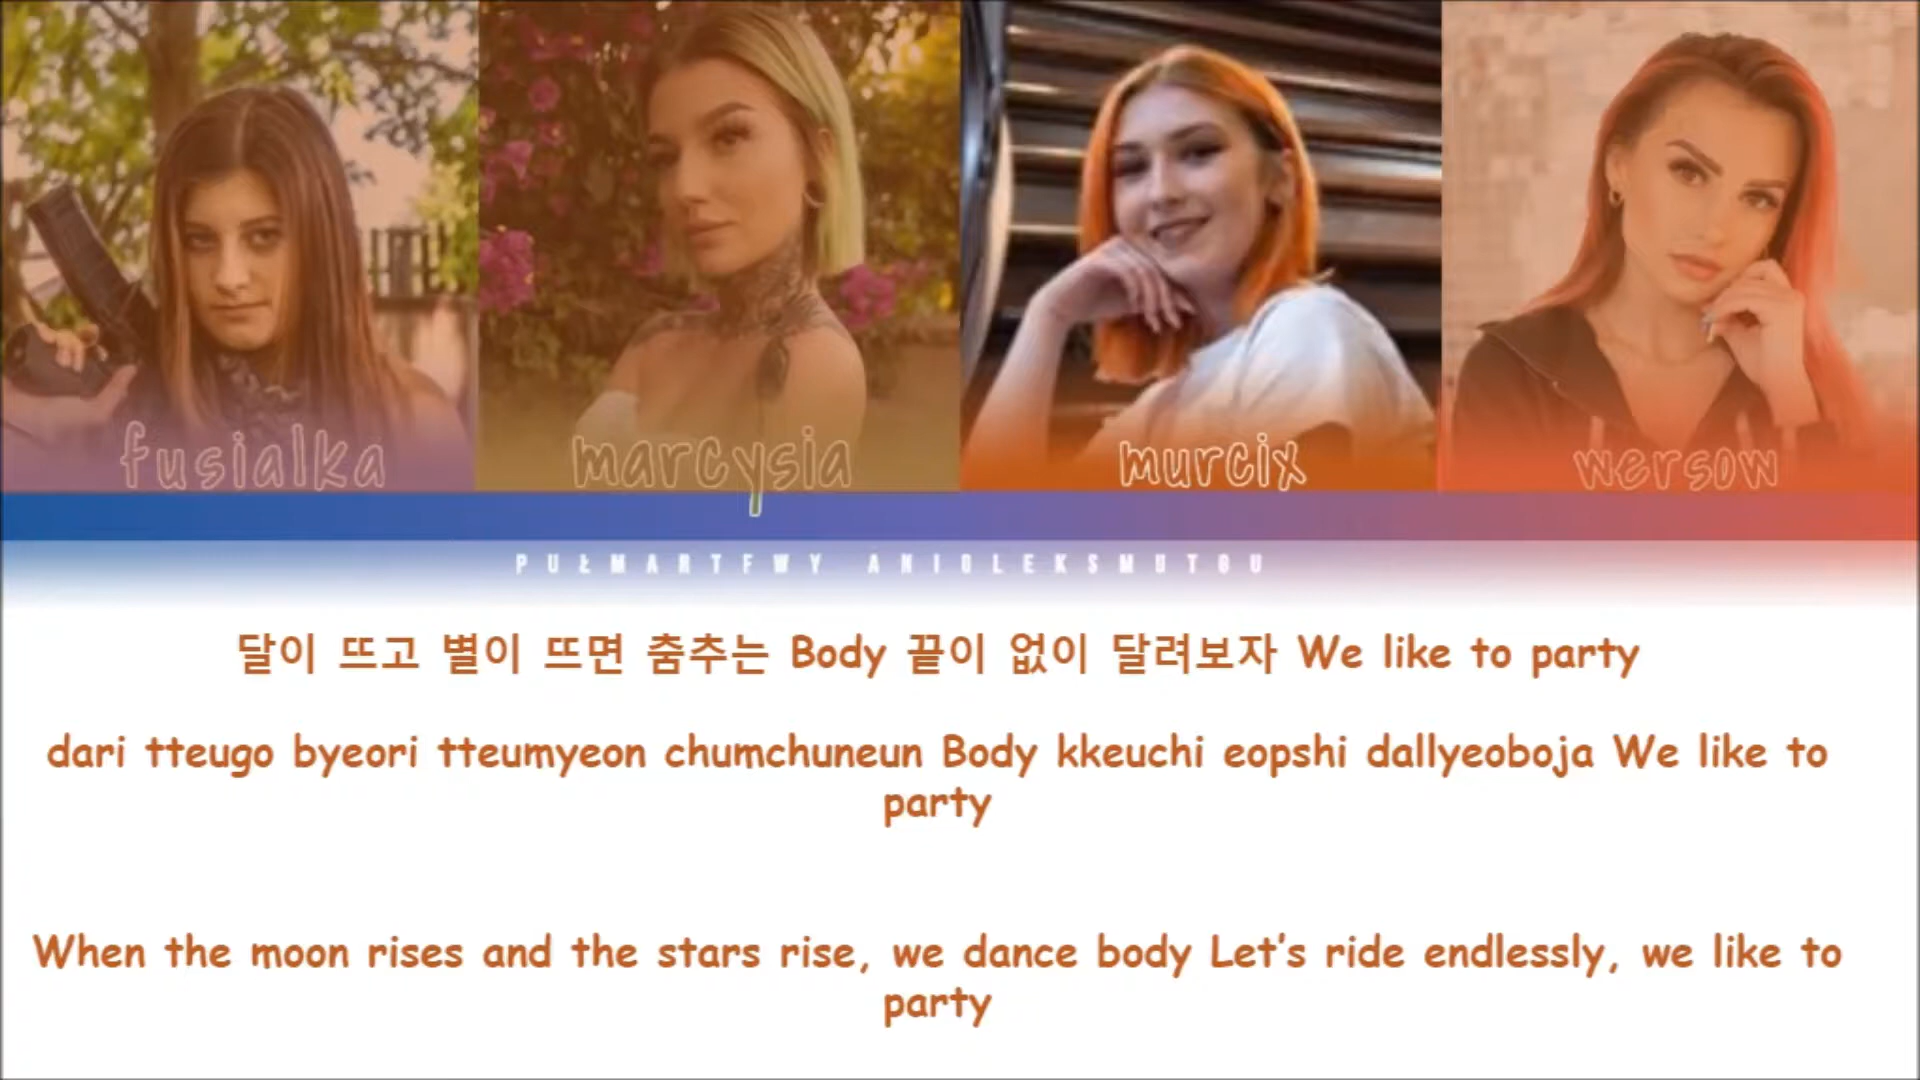 fusialka
marcysia
murcix
wersow
PUŁMARTFWY ANIOLEKSMUTGU
달이 뜨고 별이 뜨면 춤추는 Body 끝이 없이 달려보자 We like to party
dari tteugo byeori tteumyeon chumchuneun Body kkeuchi eopshi dallyeoboja We like to
party
When the moon rises and the stars rise, we dance body Let's ride endlessly, we like to
party